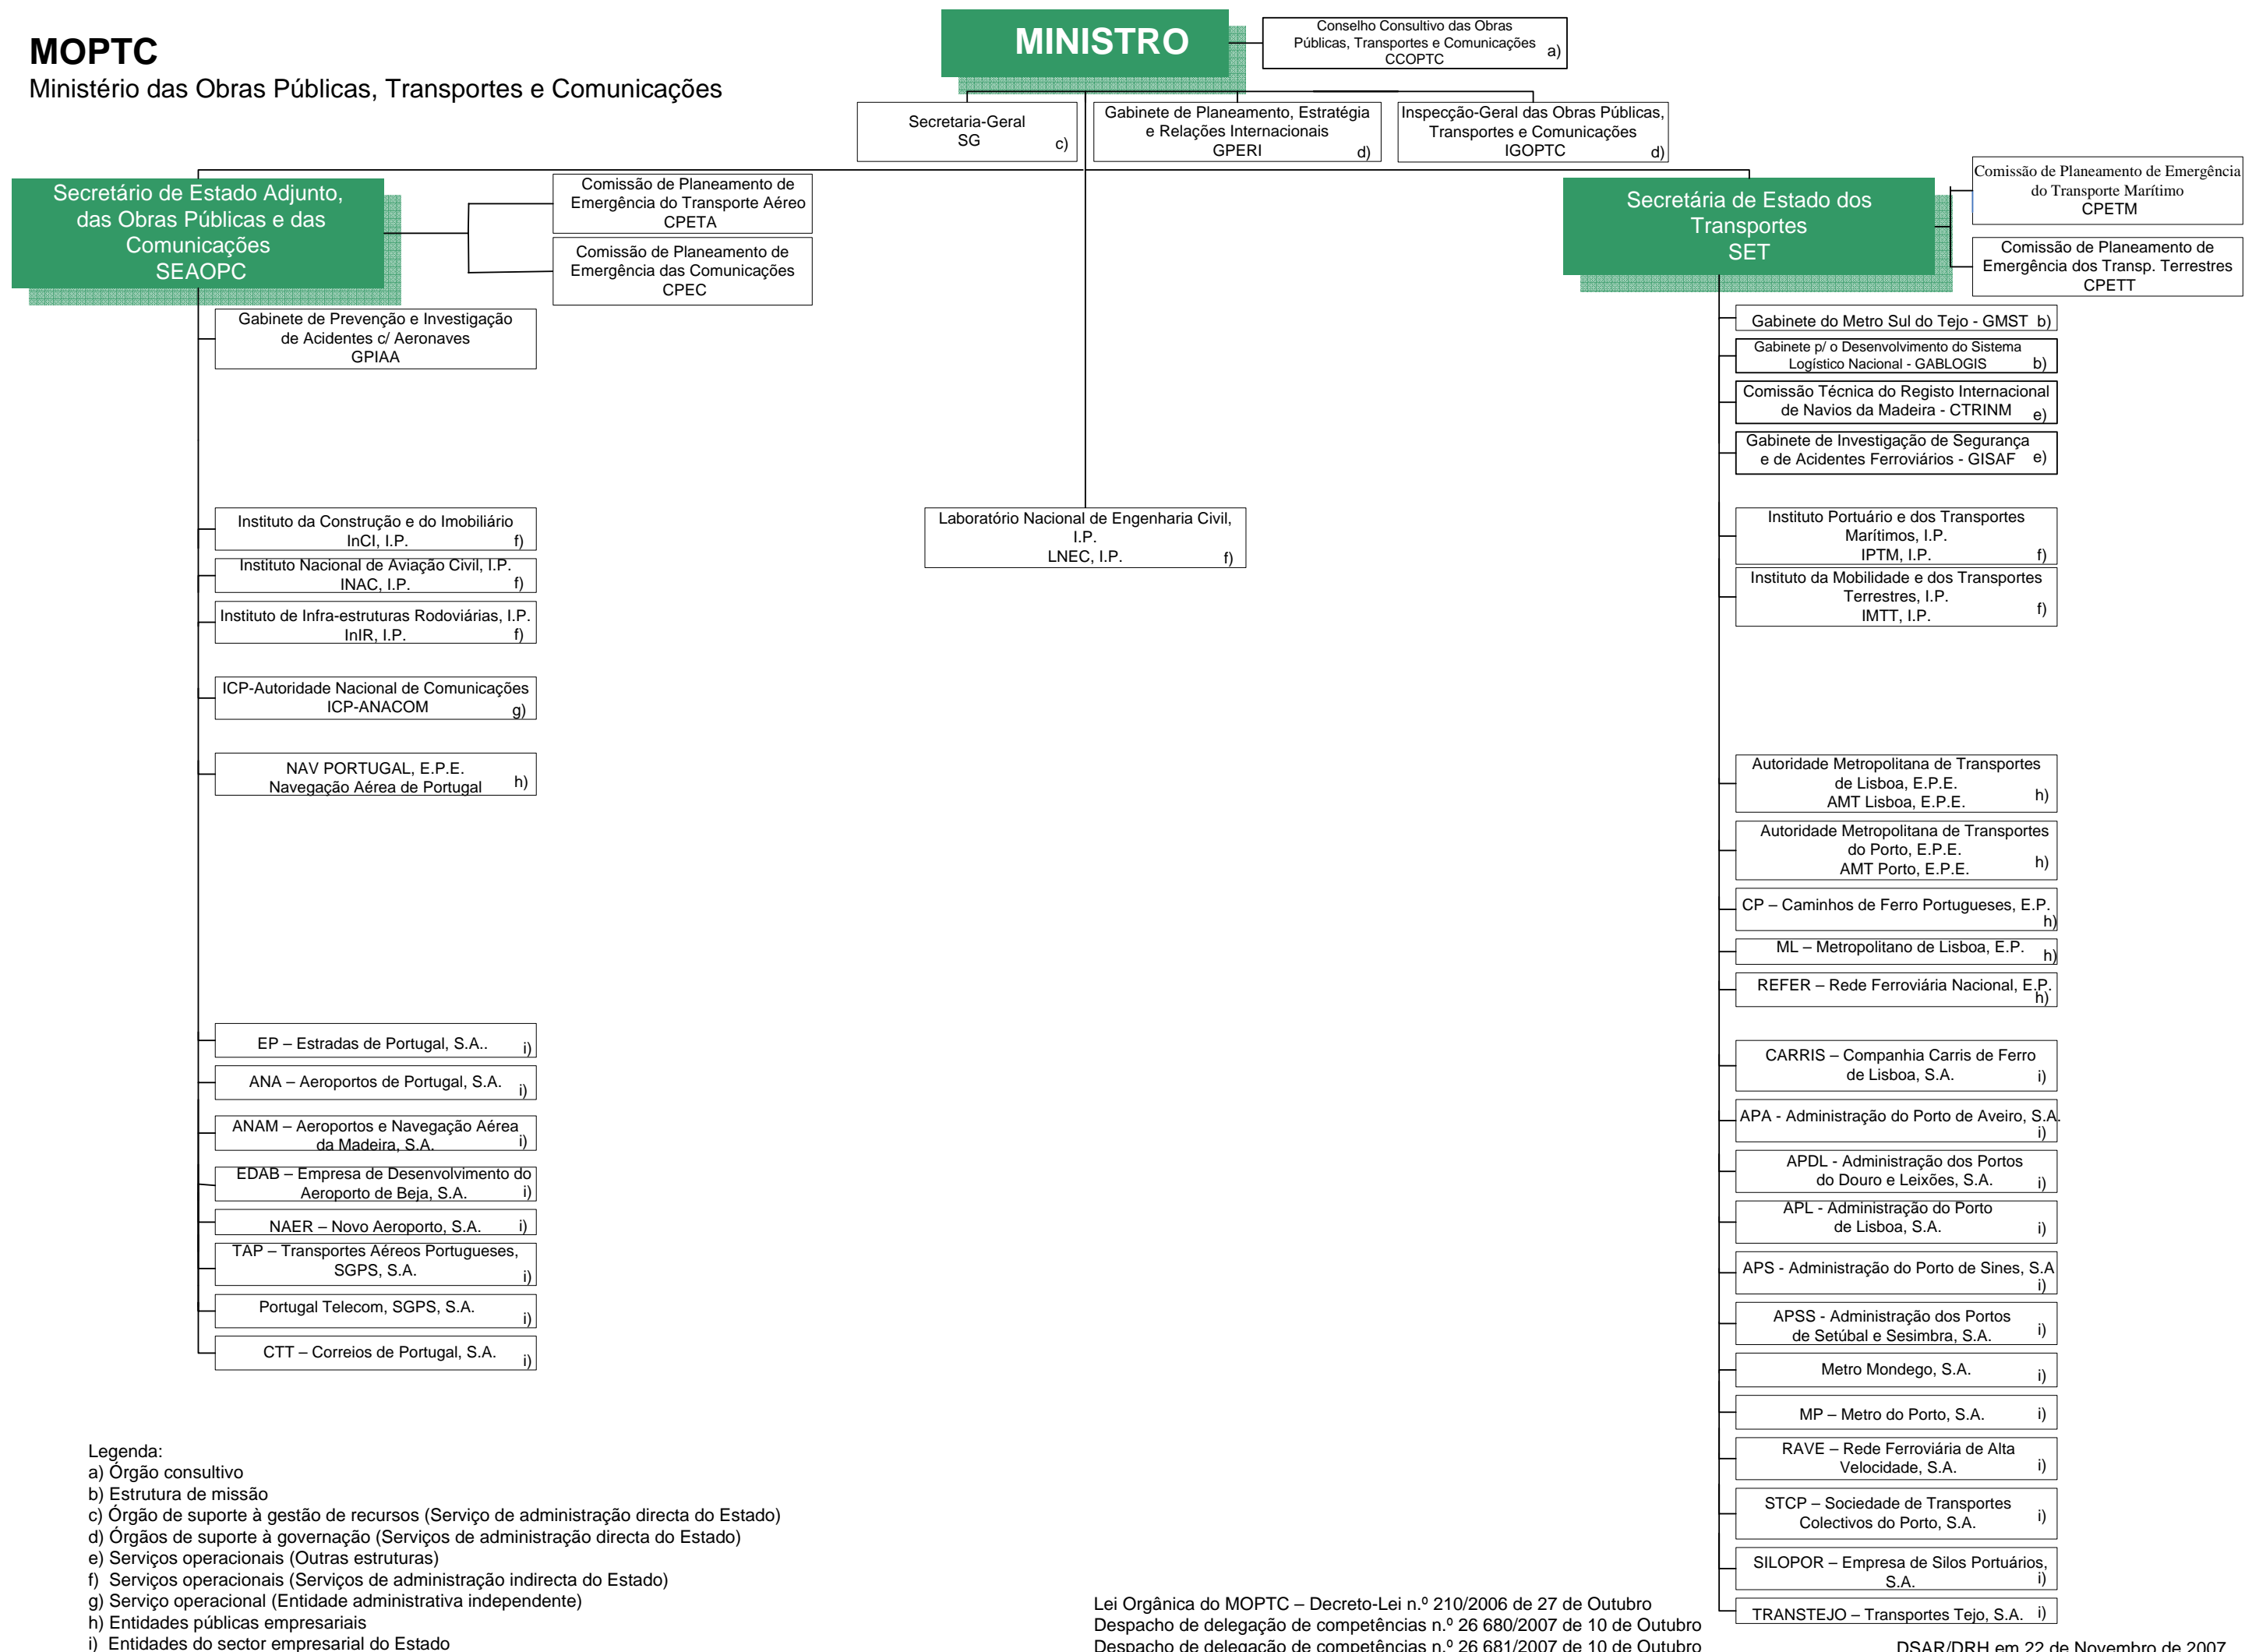 MOPTC
Ministério das Obras Públicas, Transportes e Comunicações
MINISTRO
Conselho Consultivo das Obras
Públicas, Transportes e Comunicações
CCOPTC
a)
Secretaria-Geral
SG
c)
Gabinete de Planeamento, Estratégia
e Relações Internacionais
GPERI
d)
Inspecção-Geral das Obras Públicas,
Transportes e Comunicações
IGOPTC
d)
Secretário de Estado Adjunto,
das Obras Públicas e das
Comunicações
SEAOPC
Comissão de Planeamento de
Emergência do Transporte Aéreo
CPETA
Comissão de Planeamento de
Emergência das Comunicações
CPEC
Secretária de Estado dos
Transportes
SET
Comissão de Planeamento de Emergência
do Transporte Marítimo
CPETM
Comissão de Planeamento de
Emergência dos Transp. Terrestres
CPETT
Gabinete de Prevenção e Investigação
de Acidentes c/ Aeronaves
GPIAA
Instituto da Construção e do Imobiliário
InCI, I.P.
f)
Instituto Nacional de Aviação Civil, I.P.
INAC, I.P.
f)
Instituto de Infra-estruturas Rodoviárias, I.P.
InIR, I.P.
f)
ICP-Autoridade Nacional de Comunicações
ICP-ANACOM
g)
NAV PORTUGAL, E.P.E.
Navegação Aérea de Portugal
h)
EP – Estradas de Portugal, S.A..
i)
ANA – Aeroportos de Portugal, S.A.
i)
ANAM – Aeroportos e Navegação Aérea
da Madeira, S.A.
i)
EDAB – Empresa de Desenvolvimento do
Aeroporto de Beja, S.A.
i)
NAER – Novo Aeroporto, S.A.
i)
TAP – Transportes Aéreos Portugueses,
SGPS, S.A.
i)
Portugal Telecom, SGPS, S.A.
i)
CTT – Correios de Portugal, S.A.
i)
Laboratório Nacional de Engenharia Civil,
I.P.
LNEC, I.P.
f)
Gabinete do Metro Sul do Tejo - GMST b)
Gabinete p/ o Desenvolvimento do Sistema
Logístico Nacional - GABLOGIS
b)
Comissão Técnica do Registo Internacional
de Navios da Madeira - CTRINM
e)
Gabinete de Investigação de Segurança
e de Acidentes Ferroviários - GISAF
e)
Instituto Portuário e dos Transportes
Marítimos, I.P.
IPTM, I.P.
f)
Instituto da Mobilidade e dos Transportes
Terrestres, I.P.
IMTT, I.P.
f)
Autoridade Metropolitana de Transportes
de Lisboa, E.P.E.
AMT Lisboa, E.P.E.
h)
Autoridade Metropolitana de Transportes
do Porto, E.P.E.
AMT Porto, E.P.E.
h)
CP – Caminhos de Ferro Portugueses, E.P.
h)
ML – Metropolitano de Lisboa, E.P.
h)
REFER – Rede Ferroviária Nacional, E.P.
h)
CARRIS – Companhia Carris de Ferro
de Lisboa, S.A.
i)
APA - Administração do Porto de Aveiro, S.A.
i)
APDL - Administração dos Portos
do Douro e Leixões, S.A.
i)
APL - Administração do Porto
de Lisboa, S.A.
i)
APS - Administração do Porto de Sines, S.A
i)
APSS - Administração dos Portos
de Setúbal e Sesimbra, S.A.
i)
Metro Mondego, S.A.
i)
MP – Metro do Porto, S.A.
i)
RAVE – Rede Ferroviária de Alta
Velocidade, S.A.
i)
STCP – Sociedade de Transportes
Colectivos do Porto, S.A.
i)
SILOPOR – Empresa de Silos Portuários,
S.A.
i)
TRANSTEJO – Transportes Tejo, S.A. i)
Legenda:
a) Órgão consultivo
b) Estrutura de missão
c) Órgão de suporte à gestão de recursos (Serviço de administração directa do Estado)
d) Órgãos de suporte à governação (Serviços de administração directa do Estado)
e) Serviços operacionais (Outras estruturas)
f) Serviços operacionais (Serviços de administração indirecta do Estado)
g) Serviço operacional (Entidade administrativa independente)
h) Entidades públicas empresariais
i) Entidades do sector empresarial do Estado
Lei Orgânica do MOPTC – Decreto-Lei n.º 210/2006 de 27 de Outubro
Despacho de delegação de competências n.º 26 680/2007 de 10 de Outubro
Despacho de delegação de competências n.º 26 681/2007 de 10 de Outubro
DSAR/DRH em 22 de Novembro de 2007